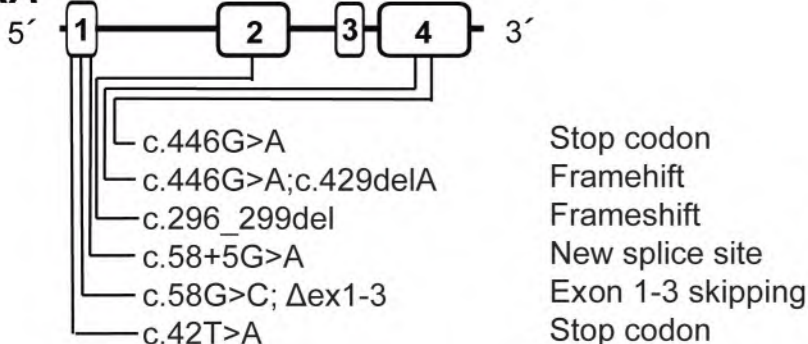 5´ 1 2 3 4 3´
c.446G>A Stop codon
c.446G>A;c.429delA Framehift
c.296_299del Frameshift
c.58+5G>A New splice site
c.58G>C; Δex1-3 Exon 1-3 skipping
c.42T>A Stop codon